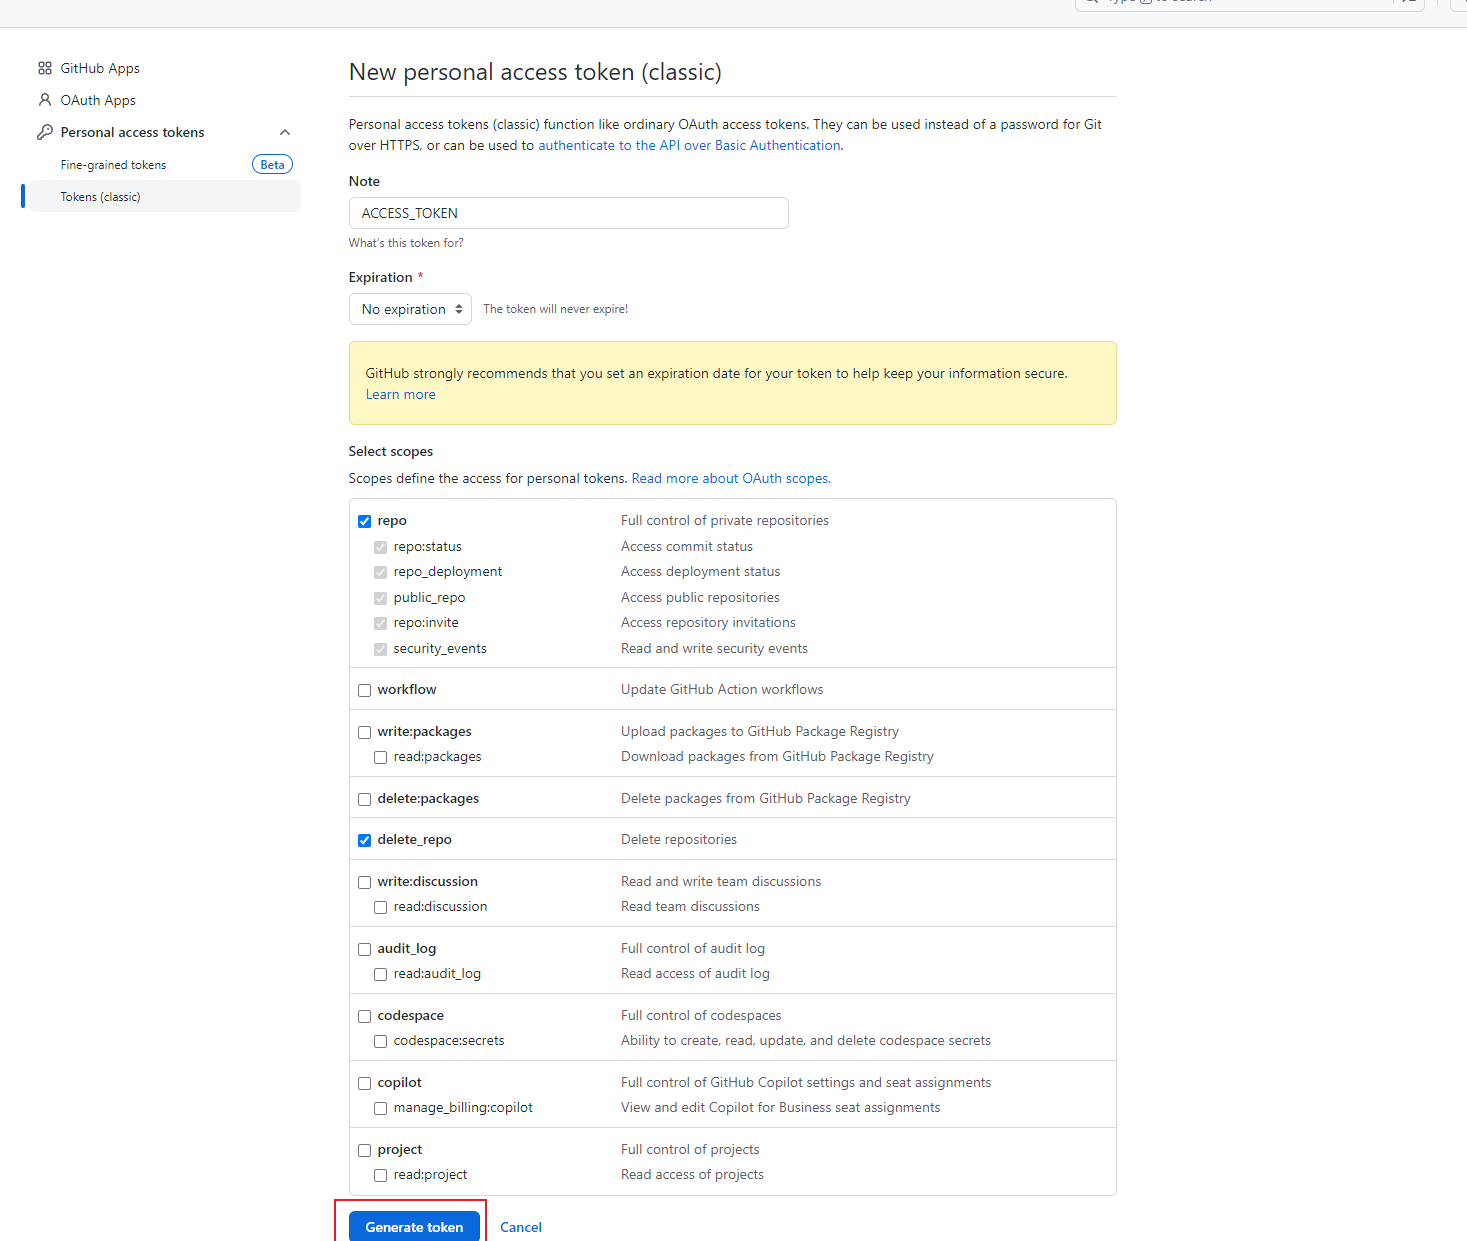 GitHub Apps
OAuth Apps
Personal access tokens
Fine-grained tokens
Beta
Tokens (classic)
New personal access token (classic)
Personal access tokens (classic) function like ordinary OAuth access tokens. They can be used instead of a password for Git
over HTTPS, or can be used to authenticate to the API over Basic Authentication.
Note
ACCESS_TOKEN
What's this token for?
Expiration *
No expiration
The token will never expire!
GitHub strongly recommends that you set an expiration date for your token to help keep your information secure.
Learn more
Select scopes
Scopes define the access for personal tokens. Read more about OAuth scopes.
repo Full control of private repositories
repo:status Access commit status
repo_deployment Access deployment status
public_repo Access public repositories
repo:invite Access repository invitations
security_events Read and write security events
workflow Update GitHub Action workflows
write:packages Upload packages to GitHub Package Registry
read:packages Download packages from GitHub Package Registry
delete:packages Delete packages from GitHub Package Registry
delete_repo Delete repositories
write:discussion Read and write team discussions
read:discussion Read team discussions
audit_log Full control of audit log
read:audit_log Read access of audit log
codespace Full control of codespaces
codespace:secrets Ability to create, read, update, and delete codespace secrets
copilot Full control of GitHub Copilot settings and seat assignments
manage_billing:copilot View and edit Copilot for Business seat assignments
project Full control of projects
read:project Read access of projects
Generate token
Cancel